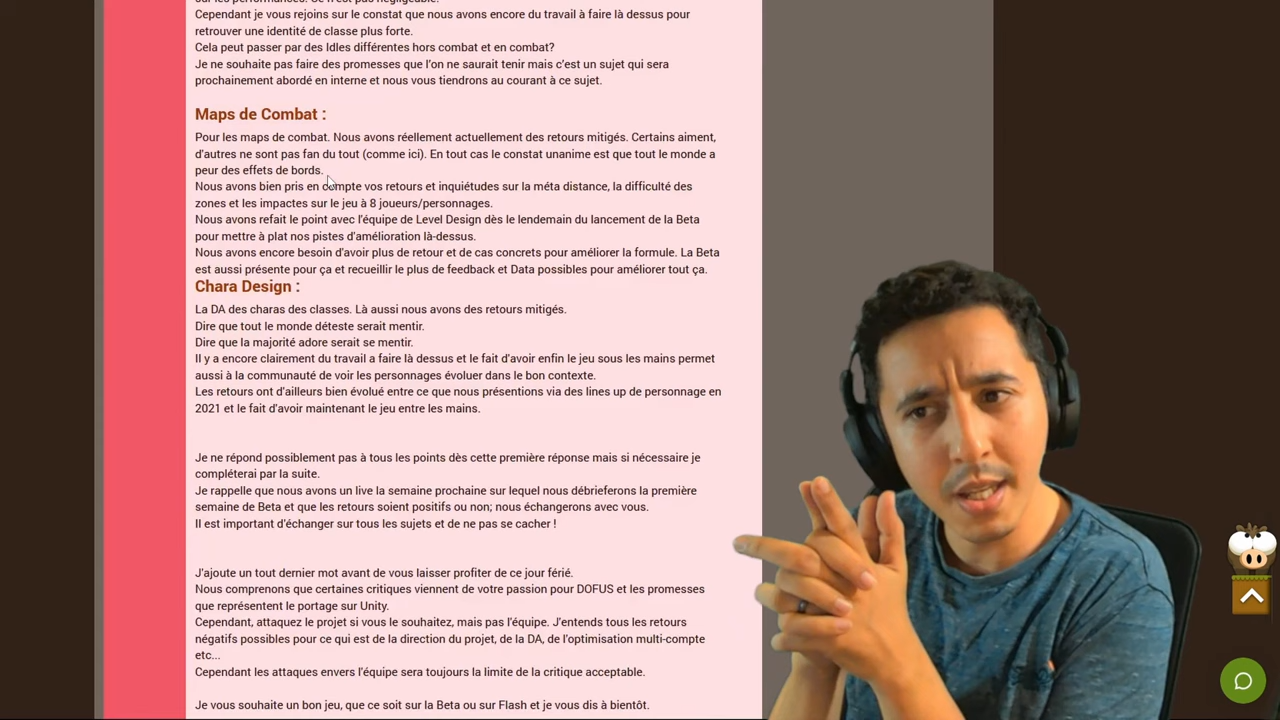 Cependant je vous rejoins sur le constat que nous avons encore du travail à faire là dessus pour
retrouver une identité de classe plus forte.
Cela peut passer par des Idles différentes hors combat et en combat?
Je ne souhaite pas faire des promesses que l'on ne saurait tenir mais c'est un sujet qui sera
prochainement abordé en interne et nous vous tiendrons au courant à ce sujet.
Maps de Combat :
Pour les maps de combat. Nous avons réellement actuellement des retours mitigés. Certains aiment,
d'autres ne sont pas fan du tout (comme ici). En tout cas le constat unanime est que tout le monde a
peur des effets de bords.
Nous avons bien pris en compte vos retours et inquiétudes sur la méta distance, la difficulté des
zones et les impactes sur le jeu à 8 joueurs/personnages.
Nous avons refait le point avec l'équipe de Level Design dès le lendemain du lancement de la Beta
pour mettre à plat nos pistes d'amélioration là-dessus.
Nous avons encore besoin d'avoir plus de retour et de cas concrets pour améliorer la formule. La Beta
est aussi présente pour ça et recueillir le plus de feedback et Data possibles pour améliorer tout ça.
Chara Design :
La DA des charas des classes. Là aussi nous avons des retours mitigés.
Dire que tout le monde déteste serait mentir.
Dire que la majorité adore serait se mentir.
Il y a encore clairement du travail a faire là dessus et le fait d'avoir enfin le jeu sous les mains permet
aussi à la communauté de voir les personnages évoluer dans le bon contexte.
Les retours ont d'ailleurs bien évolué entre ce que nous présentions via des lines up de personnage en
2021 et le fait d'avoir maintenant le jeu entre les mains.
Je ne répond possiblement pas à tous les points dès cette première réponse mais si nécessaire je
compléterai par la suite.
Je rappelle que nous avons un live la semaine prochaine sur lequel nous débrieferons la première
semaine de Beta et que les retours soient positifs ou non; nous échangerons avec vous.
Il est important d'échanger sur tous les sujets et de ne pas se cacher !
J'ajoute un tout dernier mot avant de vous laisser profiter de ce jour férié.
Nous comprenons que certaines critiques viennent de votre passion pour DOFUS et les promesses
que représentent le portage sur Unity.
Cependant, attaquez le projet si vous le souhaitez, mais pas l'équipe. J'entends tous les retours
négatifs possibles pour ce qui est de la direction du projet, de la DA, de l'optimisation multi-compte
etc...
Cependant les attaques envers l'équipe sera toujours la limite de la critique acceptable.
Je vous souhaite un bon jeu, que ce soit sur la Beta ou sur Flash et je vous dis à bientôt.